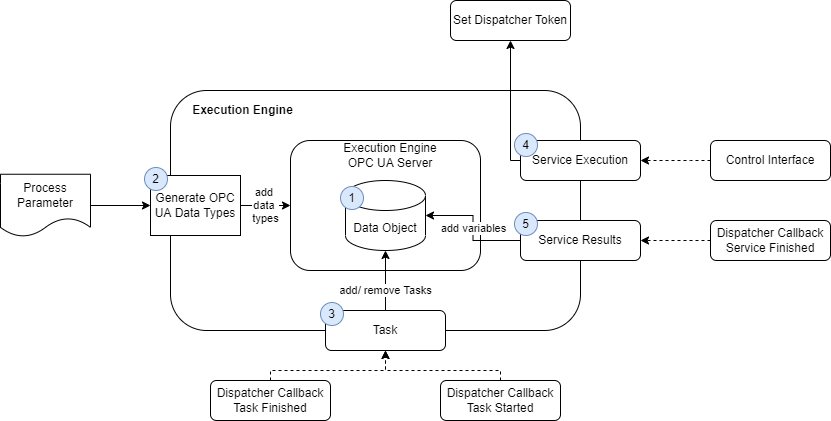 Set Dispatcher Token
Execution Engine
Execution Engine
OPC UA Server
4
Service Execution
Control Interface
2
Process
Parameter
Generate OPC
UA Data Types
add
data
types
1
Data Object
add variables
5
Service Results
Dispatcher Callback
Service Finished
add/ remove Tasks
3
Task
Dispatcher Callback
Task Finished
Dispatcher Callback
Task Started